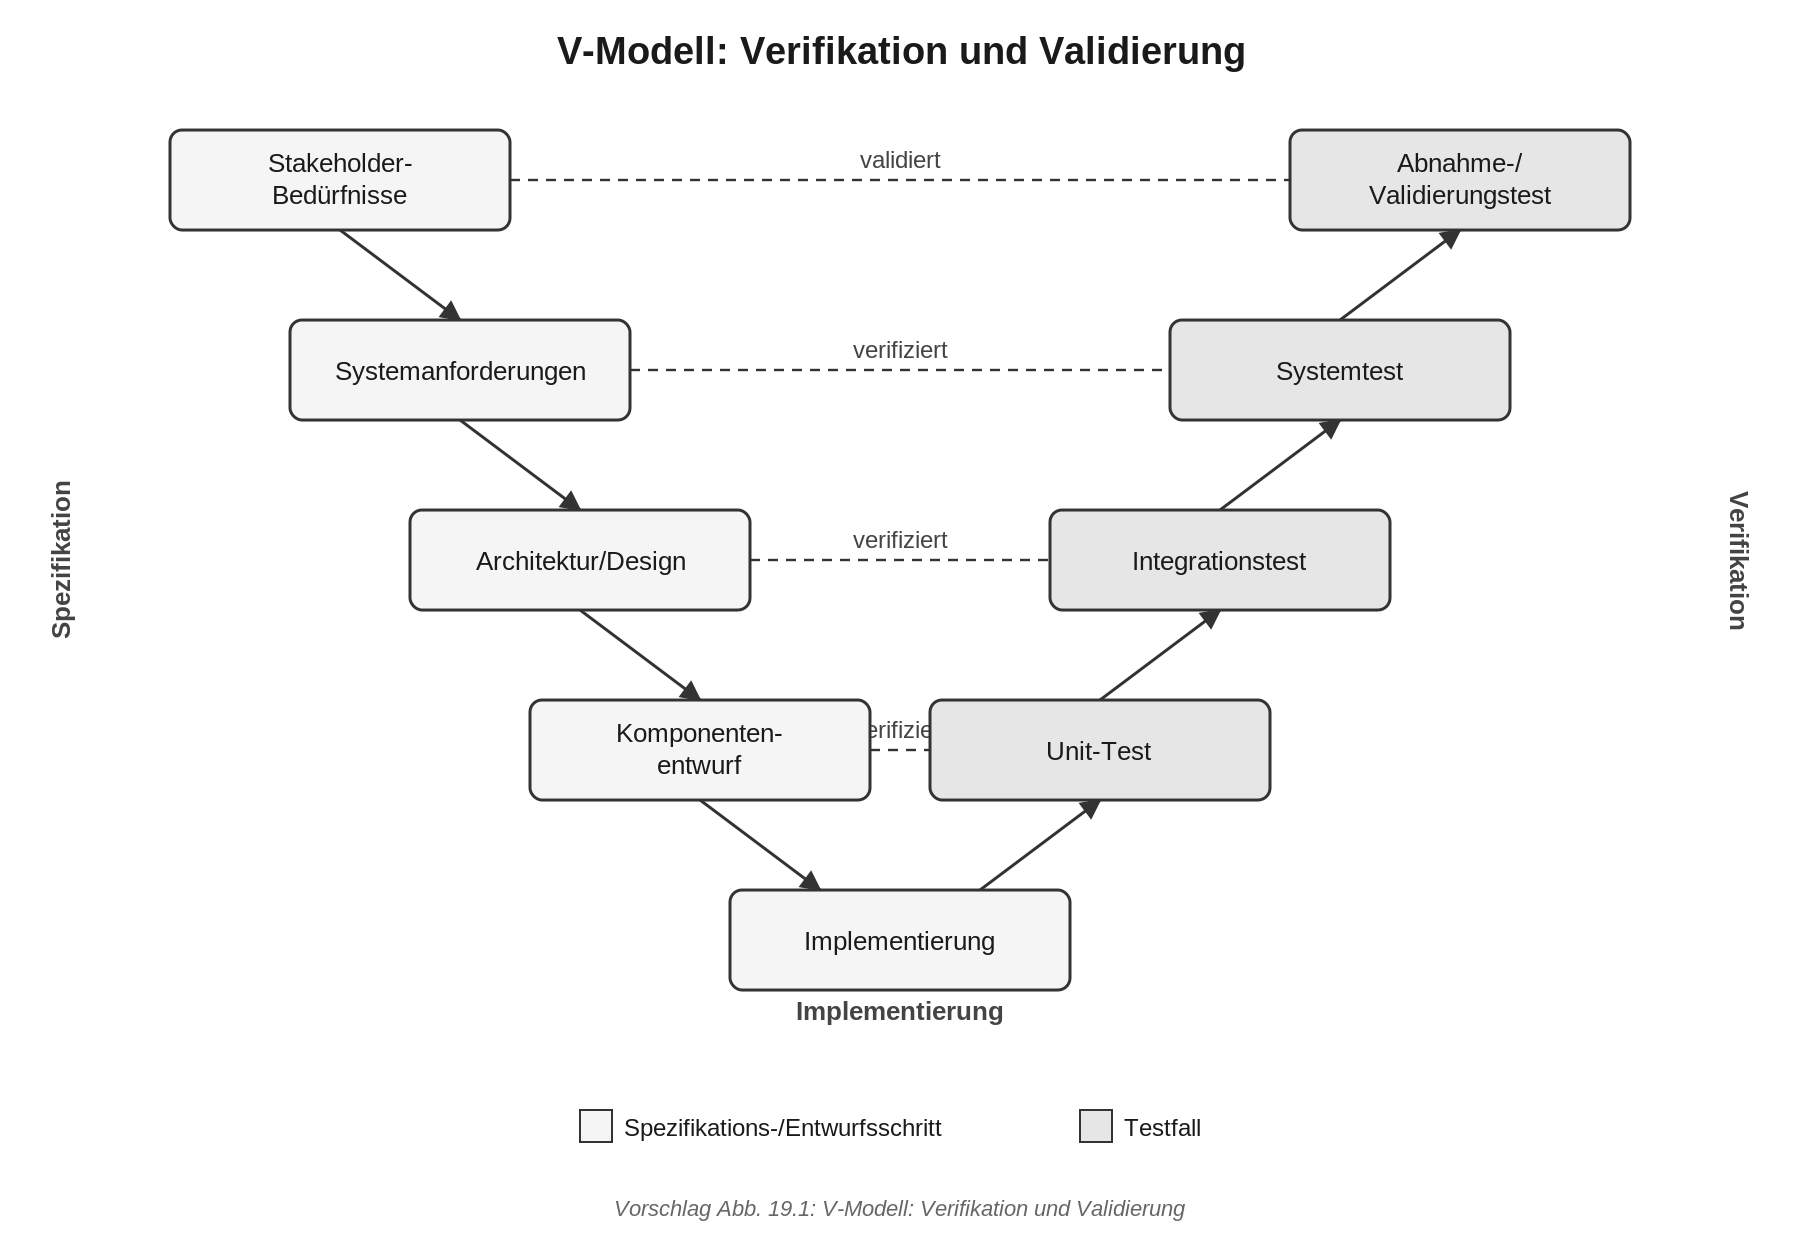 V-Modell: Verifikation und Validierung
Stakeholder-
Bedürfnisse
validiert
Abnahme-/
Validierungstest
Systemanforderungen
verifiziert
Systemtest
Spezifikation
Architektur/Design
verifiziert
Integrationstest
Verifikation
Komponenten-
entwurf
erifizie
Unit-Test
Implementierung
Implementierung
Spezifikations-/Entwurfsschritt
Testfall
Vorschlag Abb. 19.1: V-Modell: Verifikation und Validierung